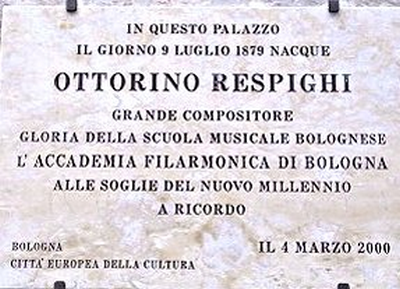 IN QUESTO PALAZZO
IL GIORNO 9 LUGLIO 1879 NACQUE
OTTORINO RESPIGHI
GRANDE COMPOSITORE
GLORIA DELLA SCUOLA MUSICALE BOLOGNESE
L'ACCADEMIA FILARMONICA DI BOLOGNA
ALLE SOGLIE DEL NUOVO MILLENNIO
A RICORDO
BOLOGNA
CITTA' EUROPEA DELLA CULTURA
IL 4 MARZO 2000